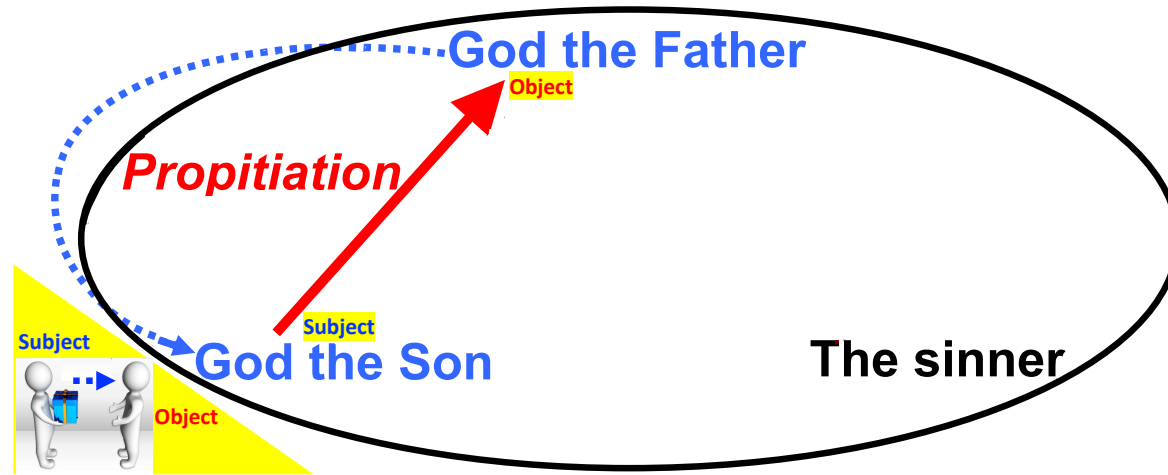 God the Father
Object
Propitiation
Subject
God the Son
The sinner
Subject
Object